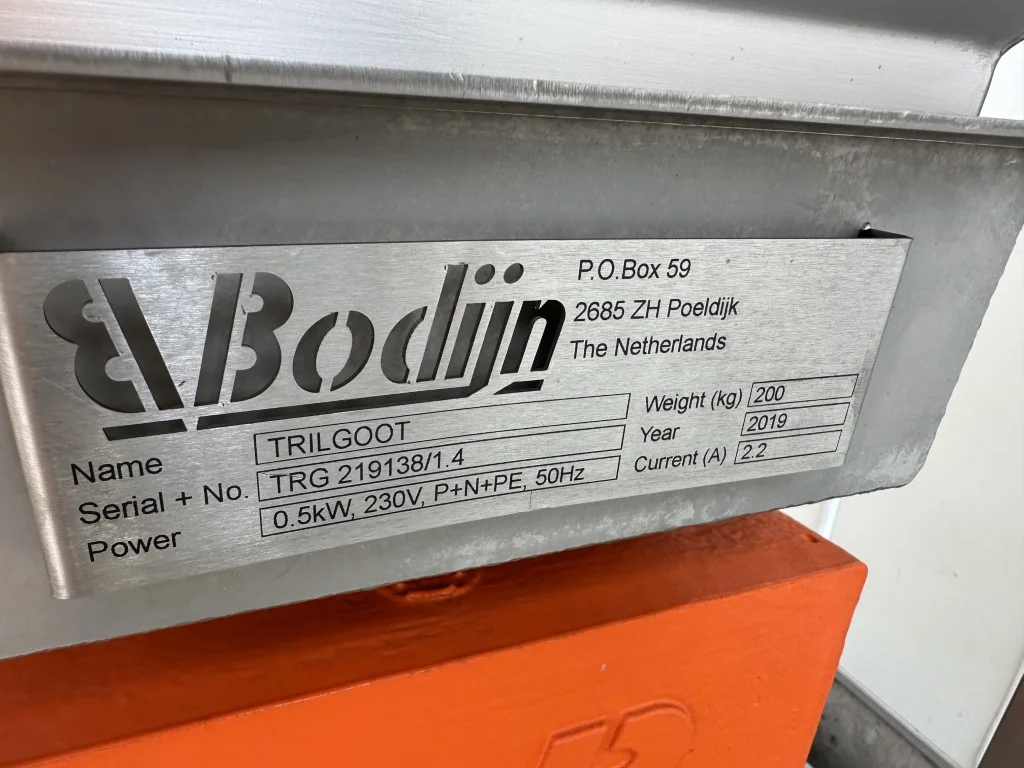 Bodijn
P.O.Box 59
2685 ZH Poeldijk
The Netherlands
Name TRILGOOT
Serial + No. TRG 219138/1.4
Power 0.5kW, 230V, P+N+PE, 50Hz
Weight (kg) 200
Year 2019
Current (A) 2.2